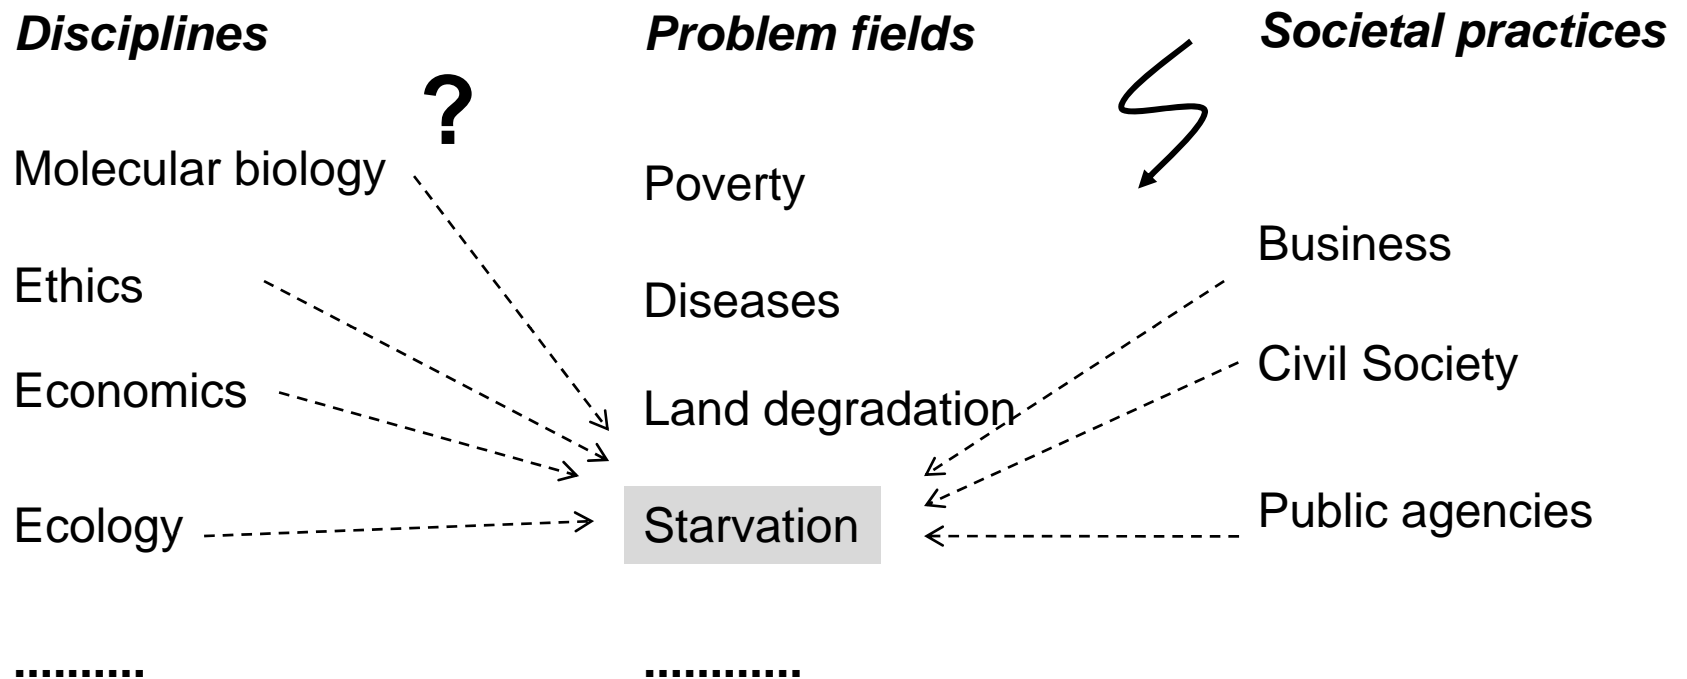 Disciplines
Problem fields
Societal practices
?
Molecular biology
Poverty
Business
Ethics
Diseases
Civil Society
Economics
Land degradation
Public agencies
Ecology
Starvation
..........
............